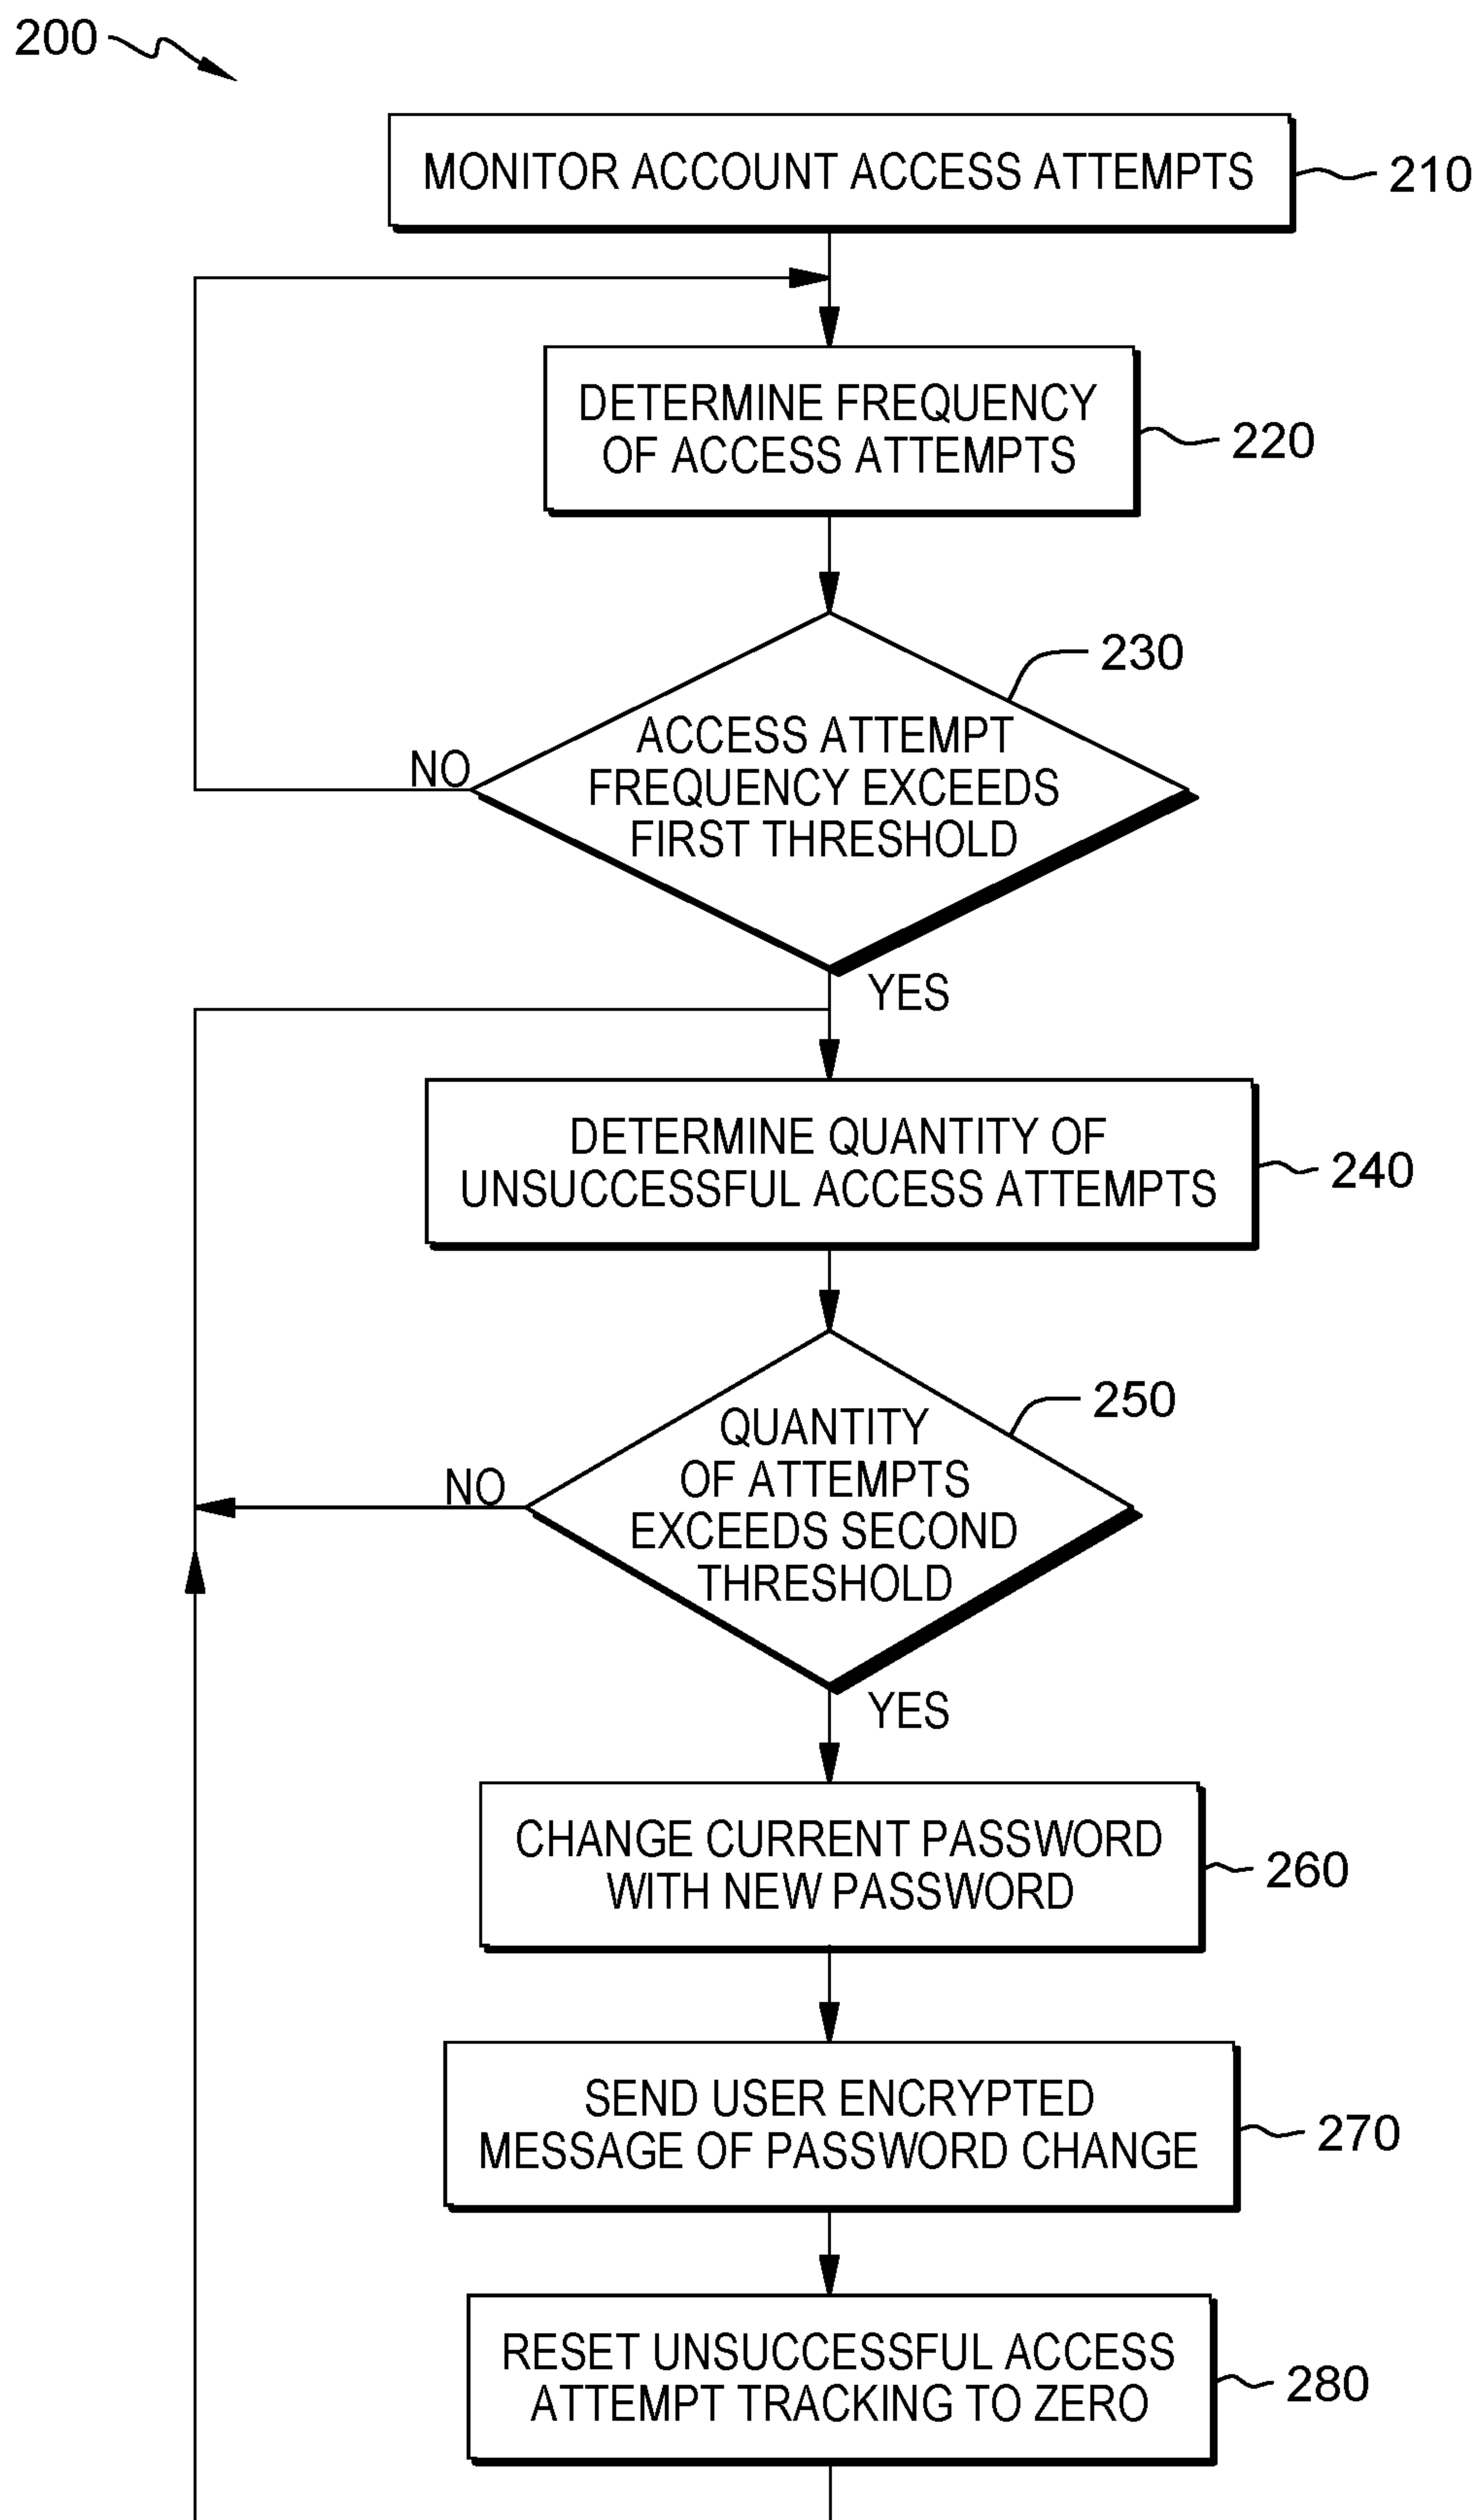 200
MONITOR ACCOUNT ACCESS ATTEMPTS
210
DETERMINE FREQUENCY
OF ACCESS ATTEMPTS
220
230
ACCESS ATTEMPT
FREQUENCY EXCEEDS
FIRST THRESHOLD
NO
YES
DETERMINE QUANTITY OF
UNSUCCESSFUL ACCESS ATTEMPTS
240
250
QUANTITY
OF ATTEMPTS
EXCEEDS SECOND
THRESHOLD
NO
YES
CHANGE CURRENT PASSWORD
WITH NEW PASSWORD
260
SEND USER ENCRYPTED
MESSAGE OF PASSWORD CHANGE
270
RESET UNSUCCESSFUL ACCESS
ATTEMPT TRACKING TO ZERO
280